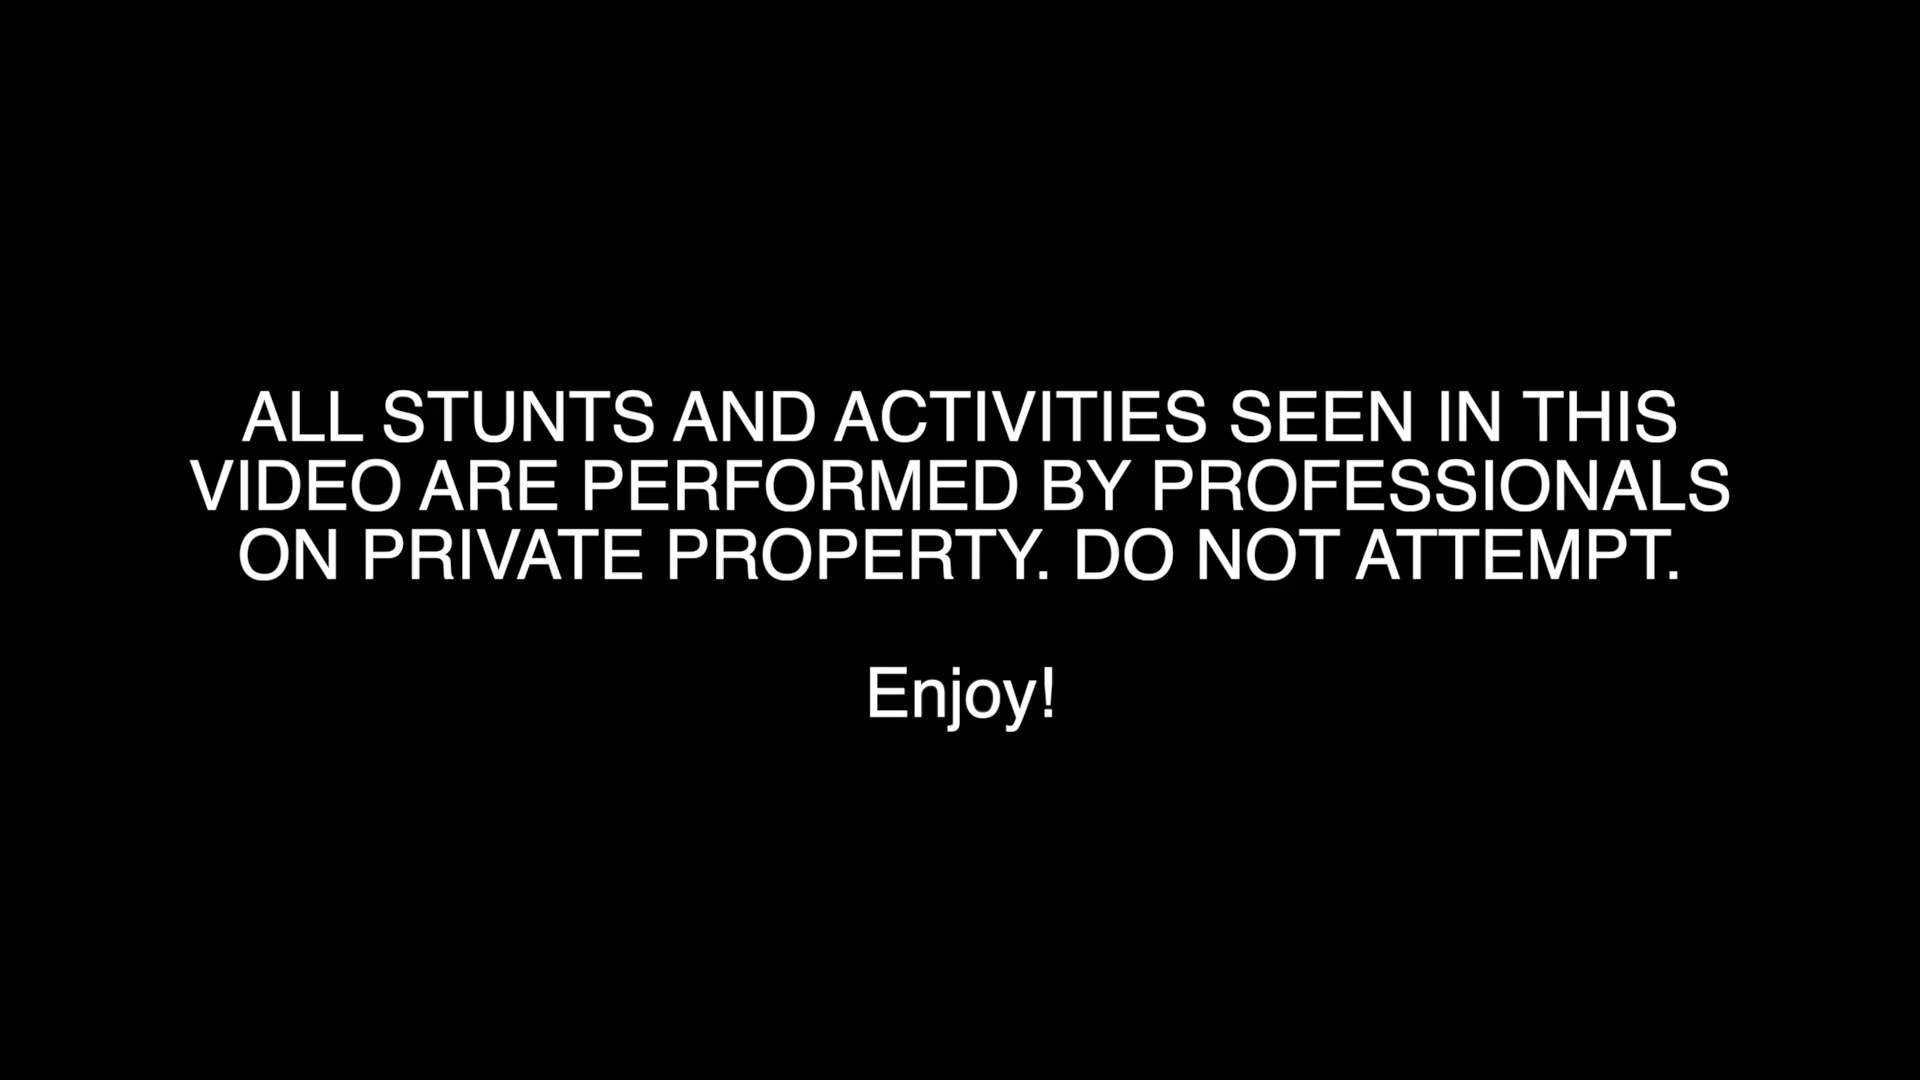 ALL STUNTS AND ACTIVITIES SEEN IN THIS
VIDEO ARE PERFORMED BY PROFESSIONALS
ON PRIVATE PROPERTY. DO NOT ATTEMPT.
Enjoy!